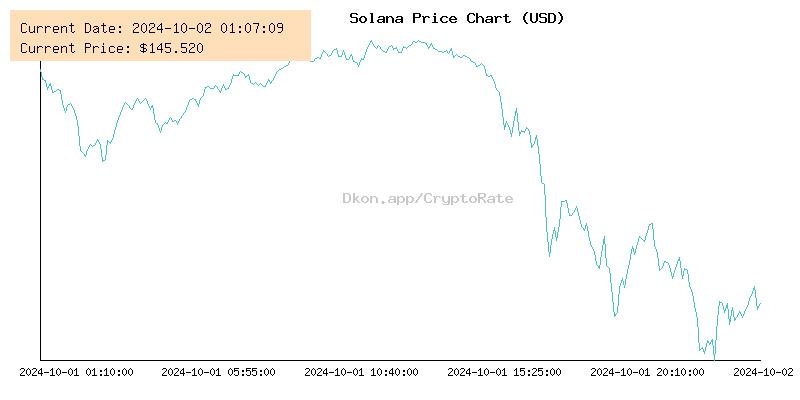 Solana Price Chart (USD)
Current Date: 2024-10-02 01:07:09
Current Price: $145.520
Dkon.app/CryptoRate
2024-10-01 01:10:00 2024-10-01 05:55:00 2024-10-01 10:40:00 2024-10-01 15:25:00 2024-10-01 20:10:00 2024-10-02